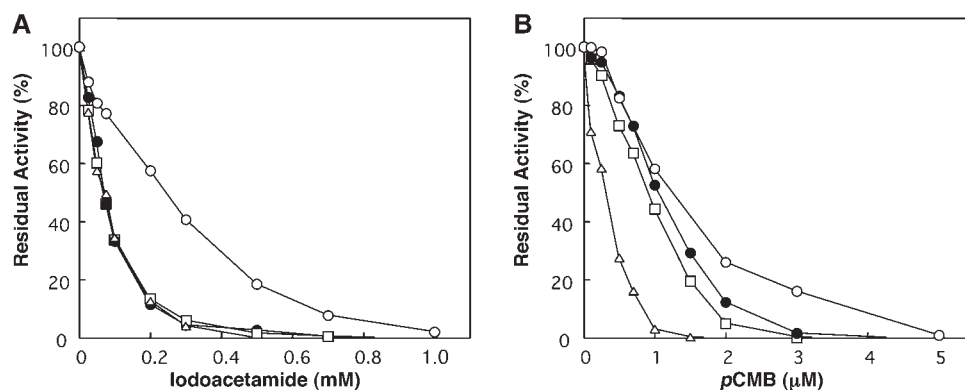 A
Residual Activity (%)
100
80
60
40
20
0
0 0.2 0.4 0.6 0.8 1.0
Iodoacetamide (mM)
B
Residual Activity (%)
100
80
60
40
20
0
0 1 2 3 4 5
pCMB (μM)